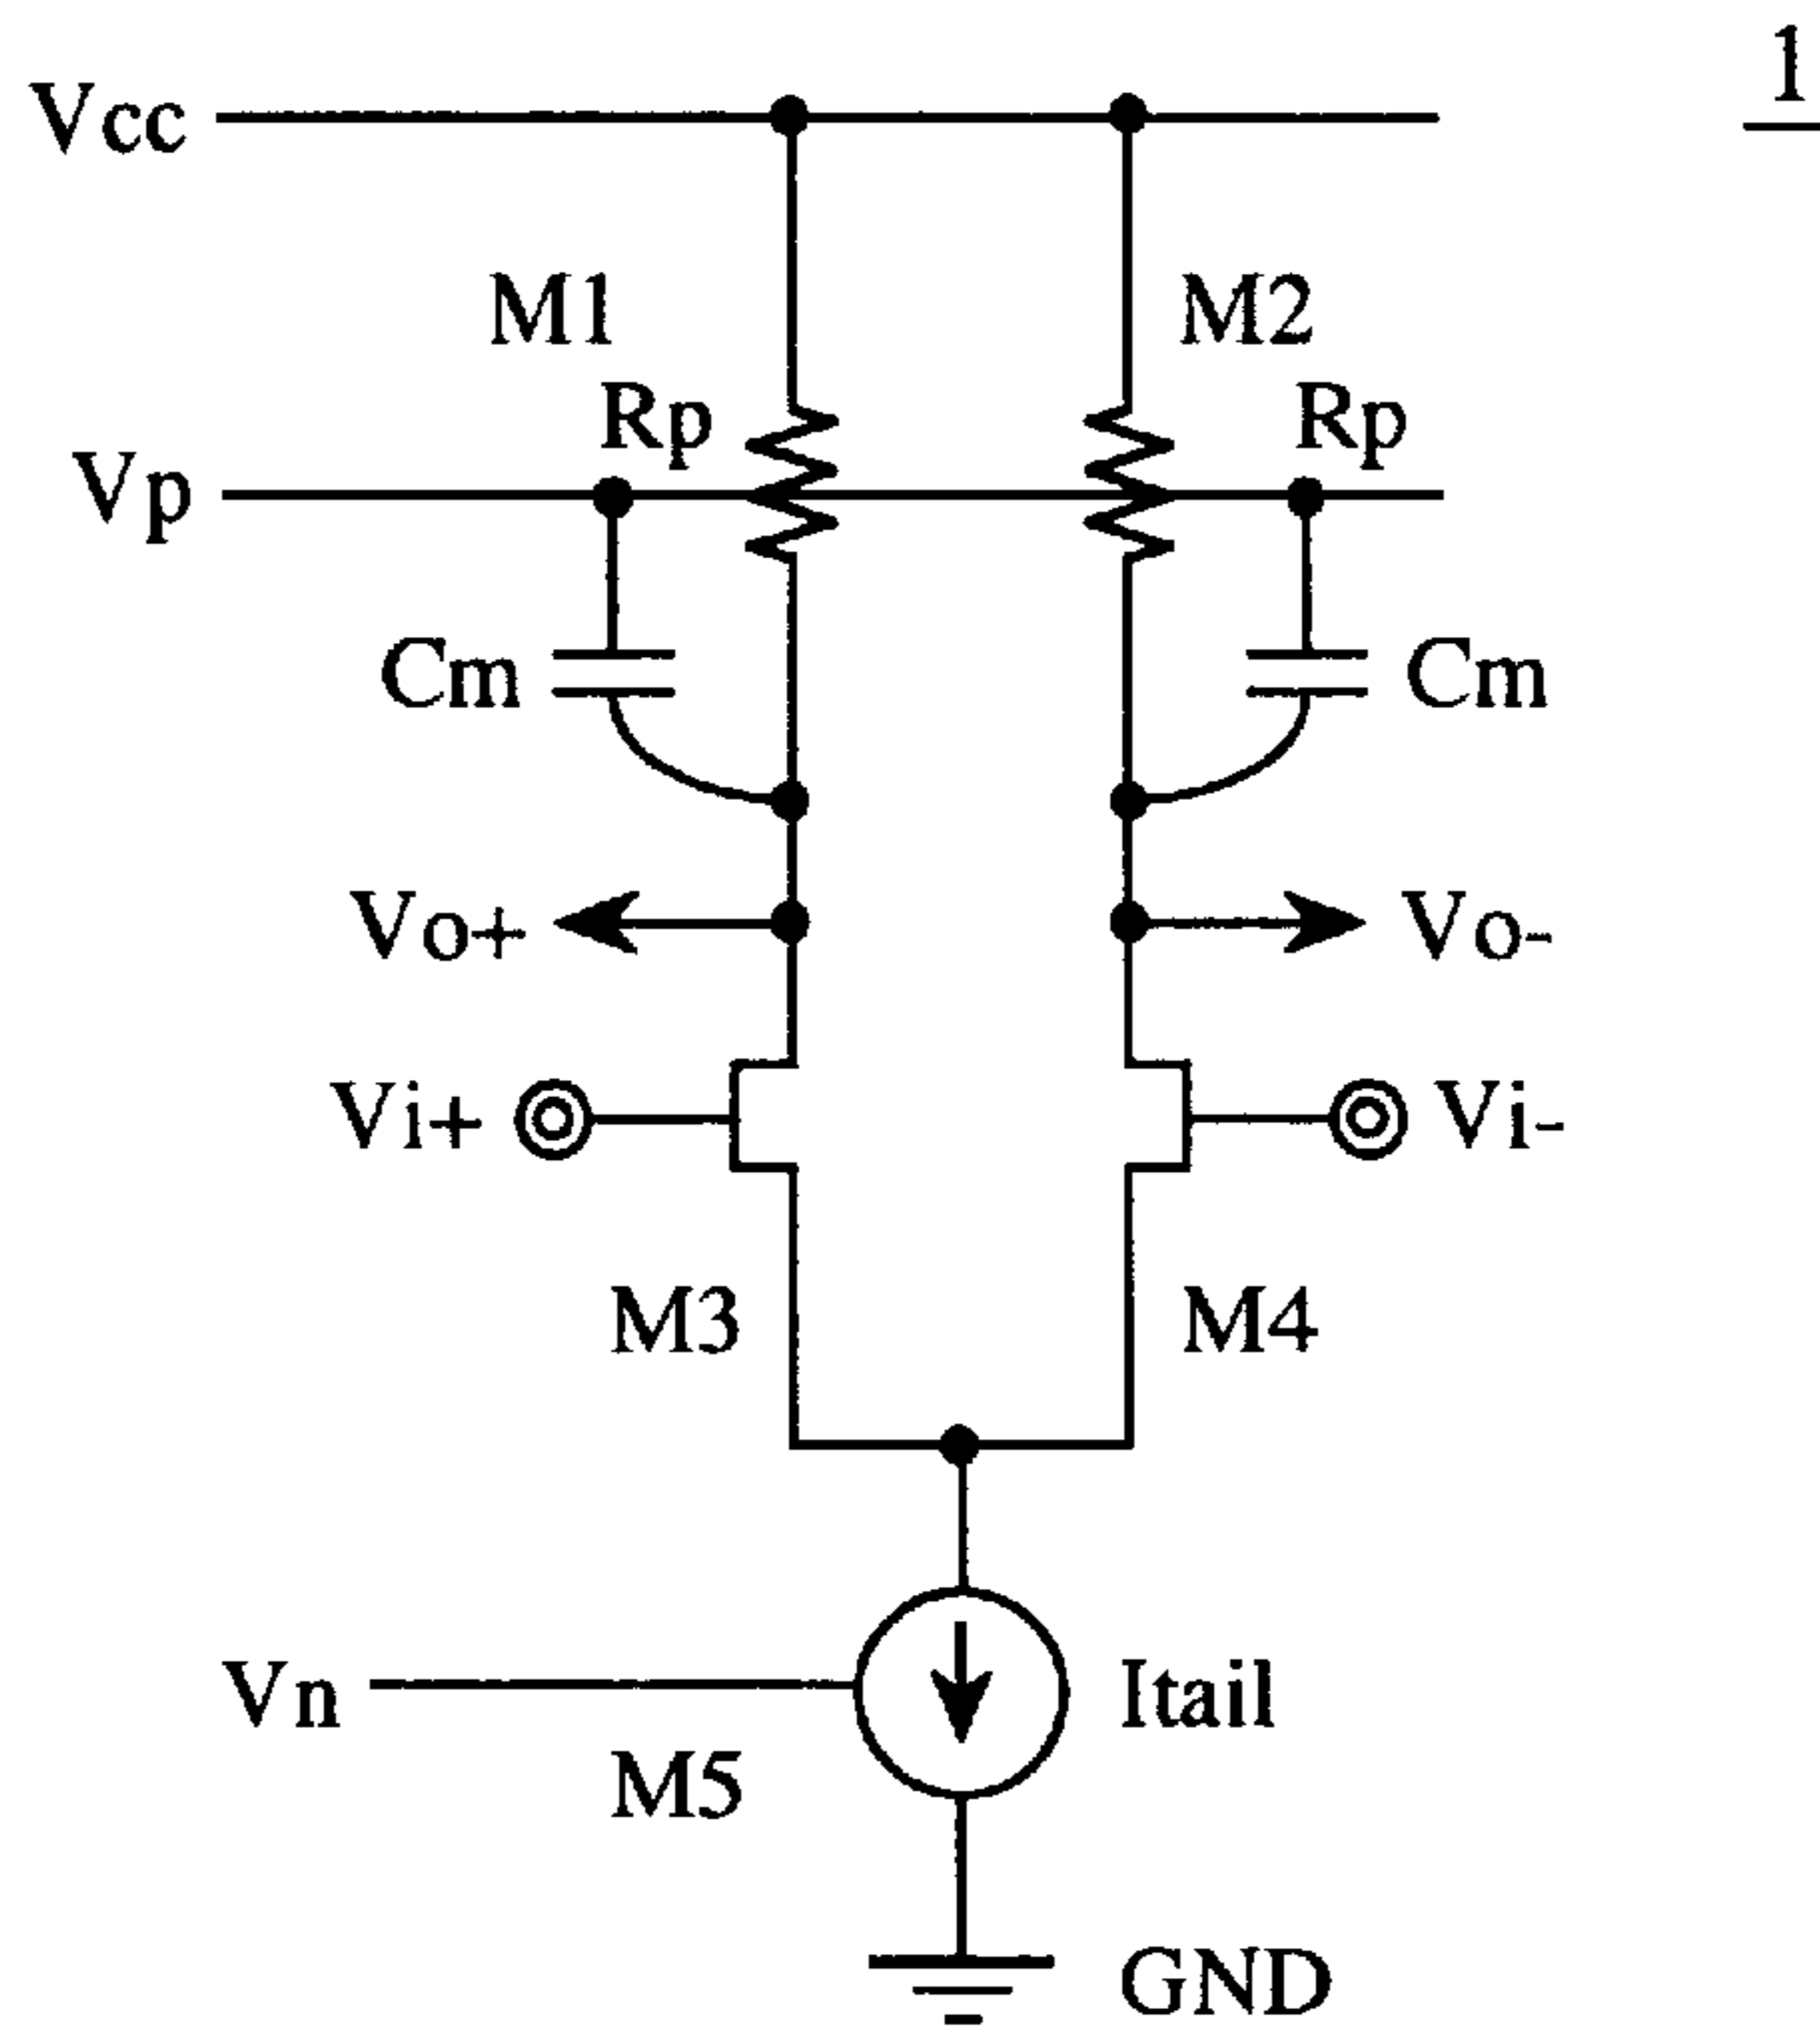 1
Vcc
M1 M2
Rp Rp
Vp
Cm Cm
Vo+ Vo-
Vi+ Vi-
M3 M4
Vn Itail
M5
GND